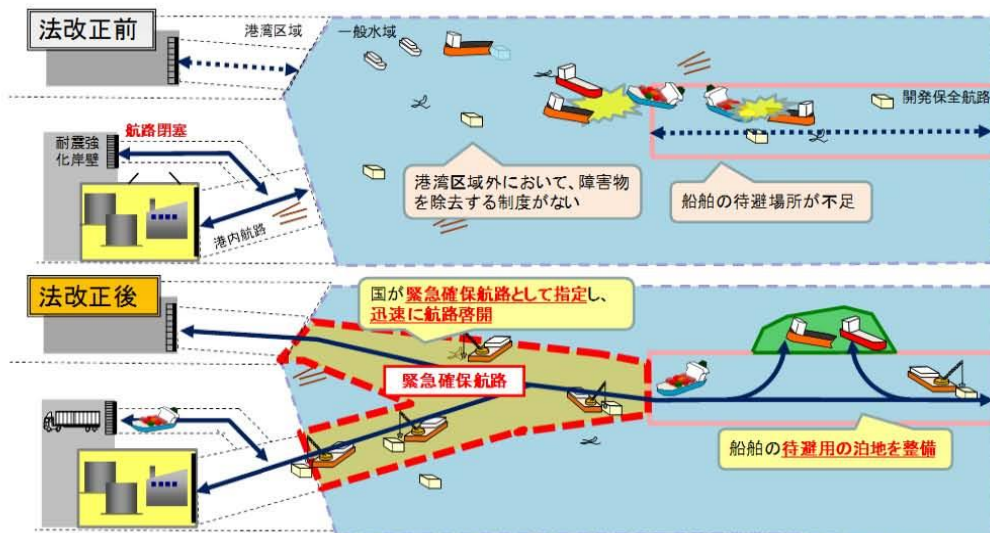 法改正前
港湾区域
一般水域
開発保全航路
航路閉塞
耐震強
化岸壁
港湾区域外において、障害物
を除去する制度がない
船舶の待避場所が不足
港内航路
法改正後
国が緊急確保航路として指定し、
迅速に航路啓開
緊急確保航路
船舶の待避用の泊地を整備